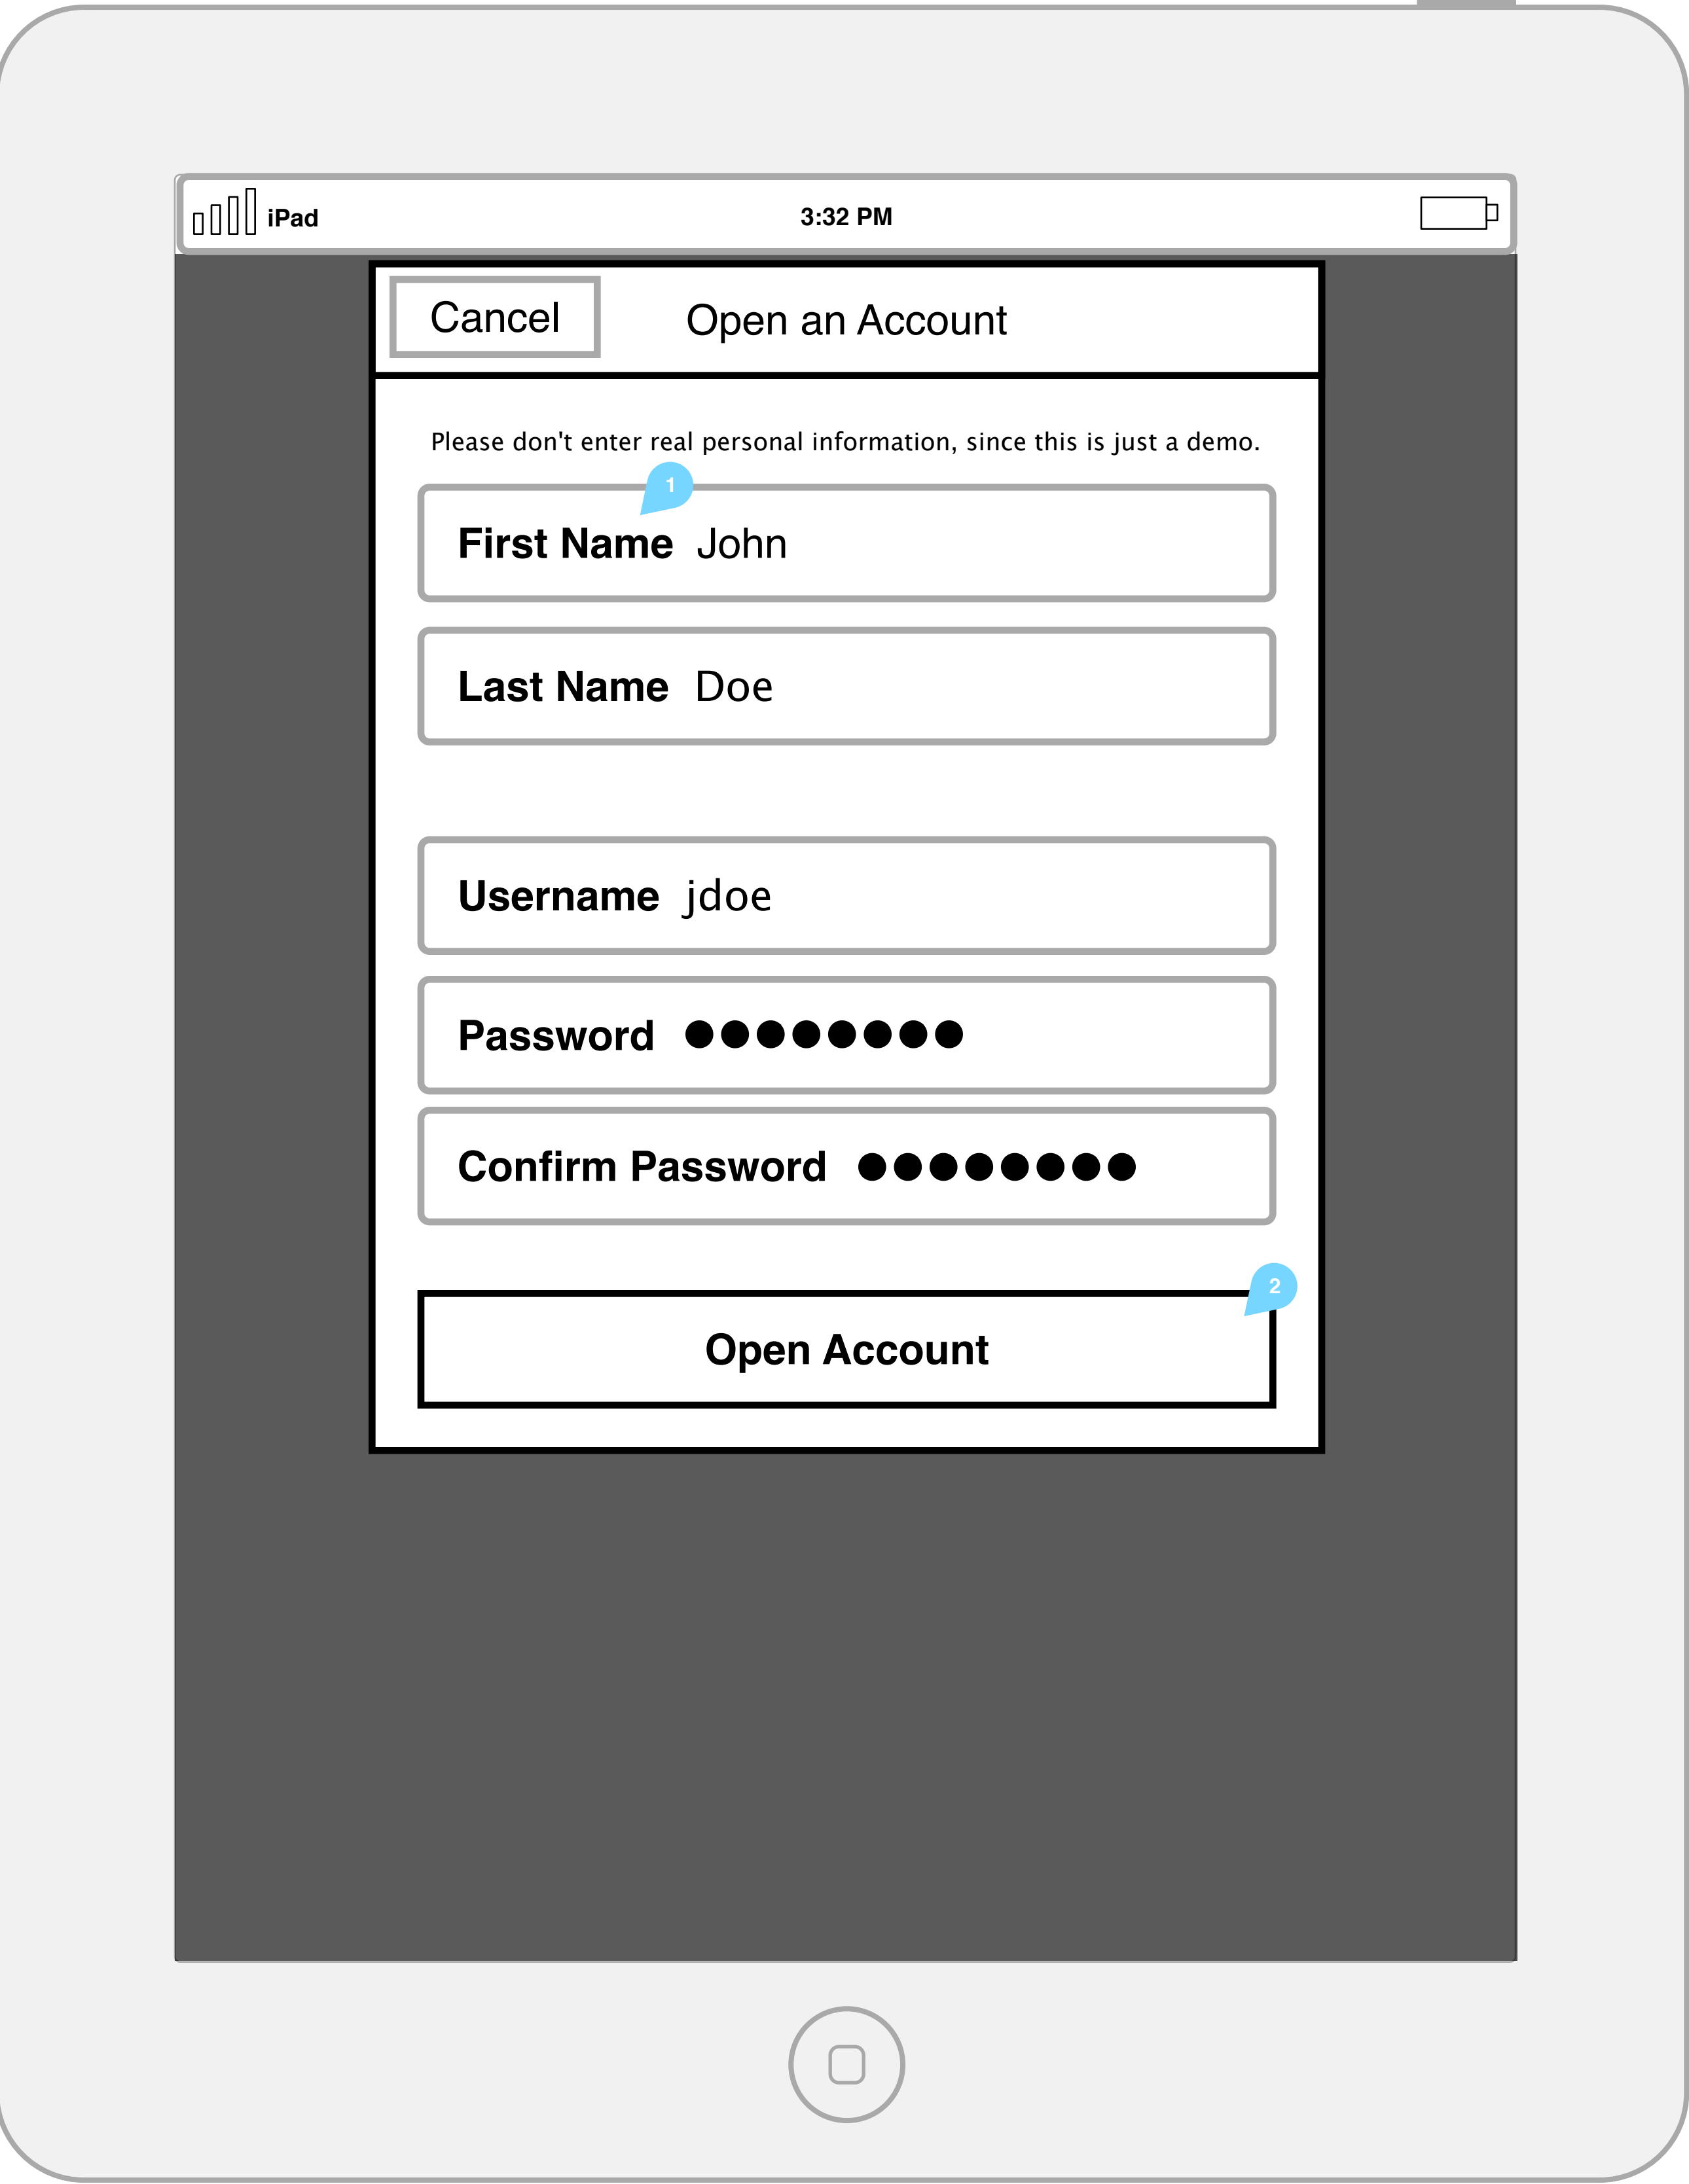 iPad 3:32 PM
Cancel Open an Account
Please don't enter real personal information, since this is just a demo.
1
First Name John
Last Name Doe
Username jdoe
Password ●●●●●●●●
Confirm Password ●●●●●●●●
2
Open Account